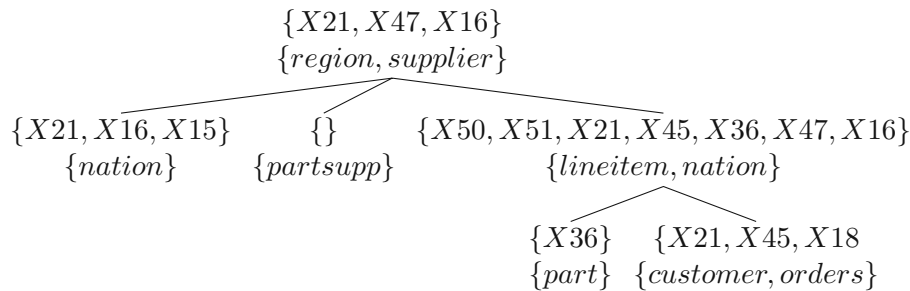 {X21, X47, X16}
{region, supplier}
{X21, X16, X15} {} {X50, X51, X21, X45, X36, X47, X16}
{nation} {partsupp} {lineitem, nation}
{X36} {X21, X45, X18
{part} {customer, orders}